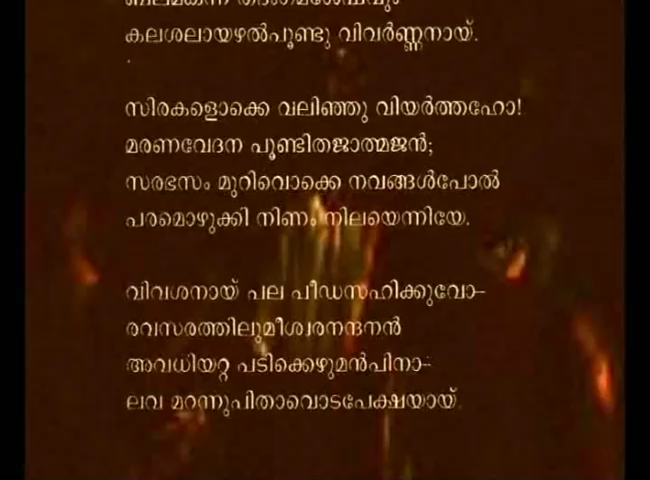 കലശലായഴൽപൂണ്ടു വിവർണ്ണനായ്.
സിരകളൊക്കെ വലിഞ്ഞു വിയർത്തഹോ!
മരണവേദന പൂണ്ടിതജാത്മജൻ;
സരഭസം മുറിവൊക്കെ നവങ്ങൾപോൽ
പരമൊഴുക്കി നിണം നിലയെന്നിയേ.
വിവശനായ് പല പീഡസഹിക്കുവോ–
രവസരത്തിലുമീശ്വരനന്ദനൻ
അവധിയറ്റ പടിക്കെഴുമൻപിനാ–
ലവ മറന്നുപിതാവൊടപേക്ഷയായ്.